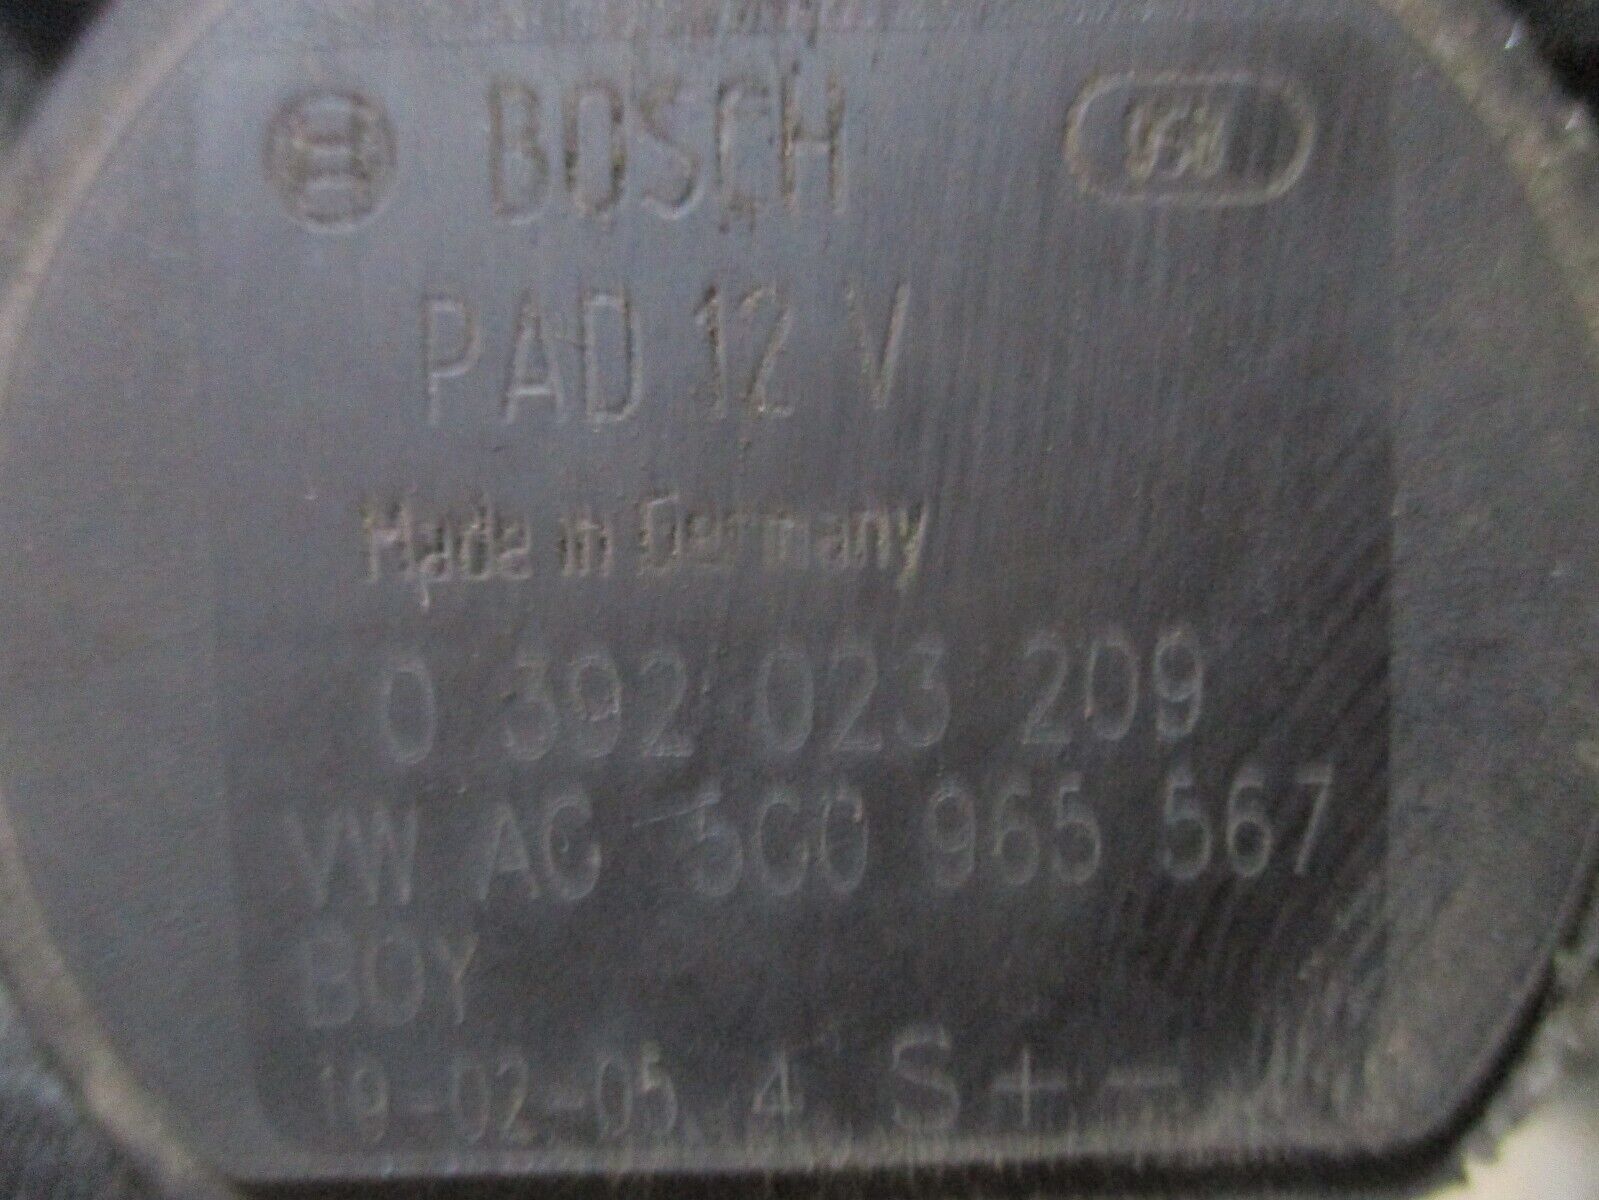 BOSCH
PAD 12 V
Made in Germany
0 392 023 209
VW AG 5C0 965 567
BOY
19-02-05 4 S + -